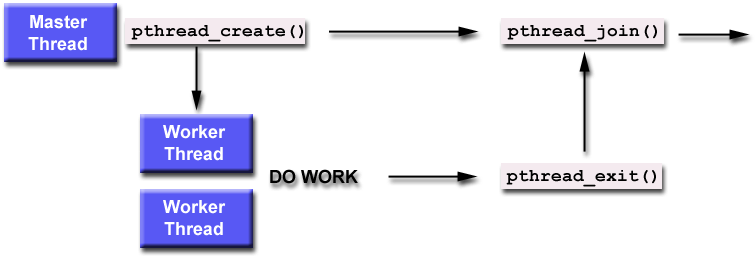 Master
Thread
pthread_create()
pthread_join()
Worker
Thread
DO WORK
pthread_exit()
Worker
Thread